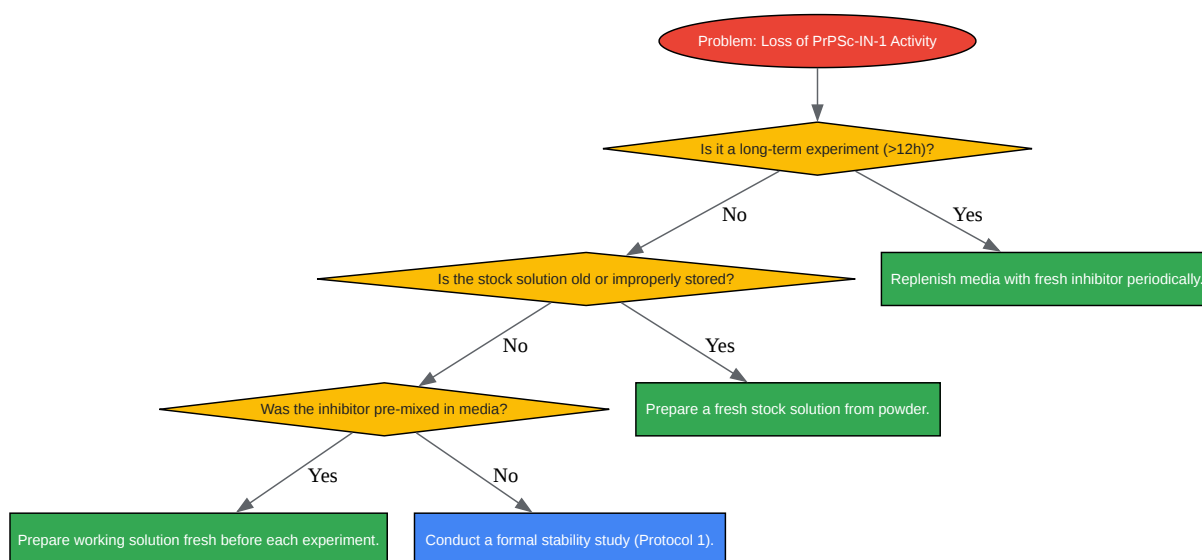 Problem: Loss of PrPSc-IN-1 Activity
Is it a long-term experiment (>12h)?
No
Yes
Is the stock solution old or improperly stored?
Replenish media with fresh inhibitor periodically.
No
Yes
Was the inhibitor pre-mixed in media?
Prepare a fresh stock solution from powder.
Yes
No
Prepare working solution fresh before each experiment.
Conduct a formal stability study (Protocol 1).